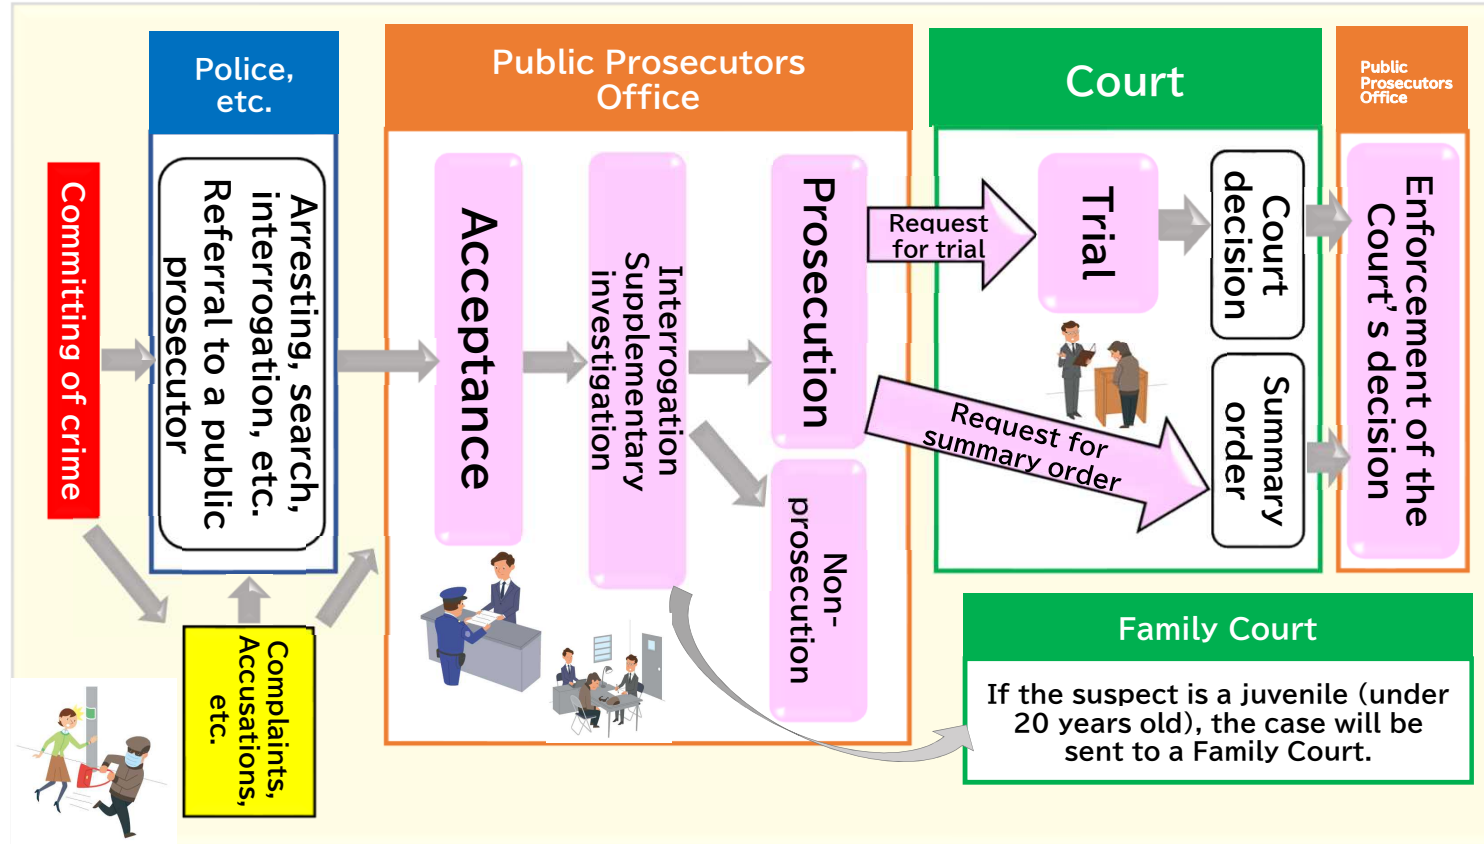 Police,
etc.
Public Prosecutors
Office
Court
Public
Prosecutors
Office
Committing of crime
Arresting, search,
interrogation, etc.
Referral to a public
prosecutor
Complaints,
Accusations,
etc.
Acceptance
Interrogation
Supplementary
investigation
Prosecution
Non-
prosecution
Request
for trial
Request for
summary order
Trial
Court
decision
Summary
order
Enforcement of the
Court's decision
Family Court
If the suspect is a juvenile (under
20 years old), the case will be
sent to a Family Court.